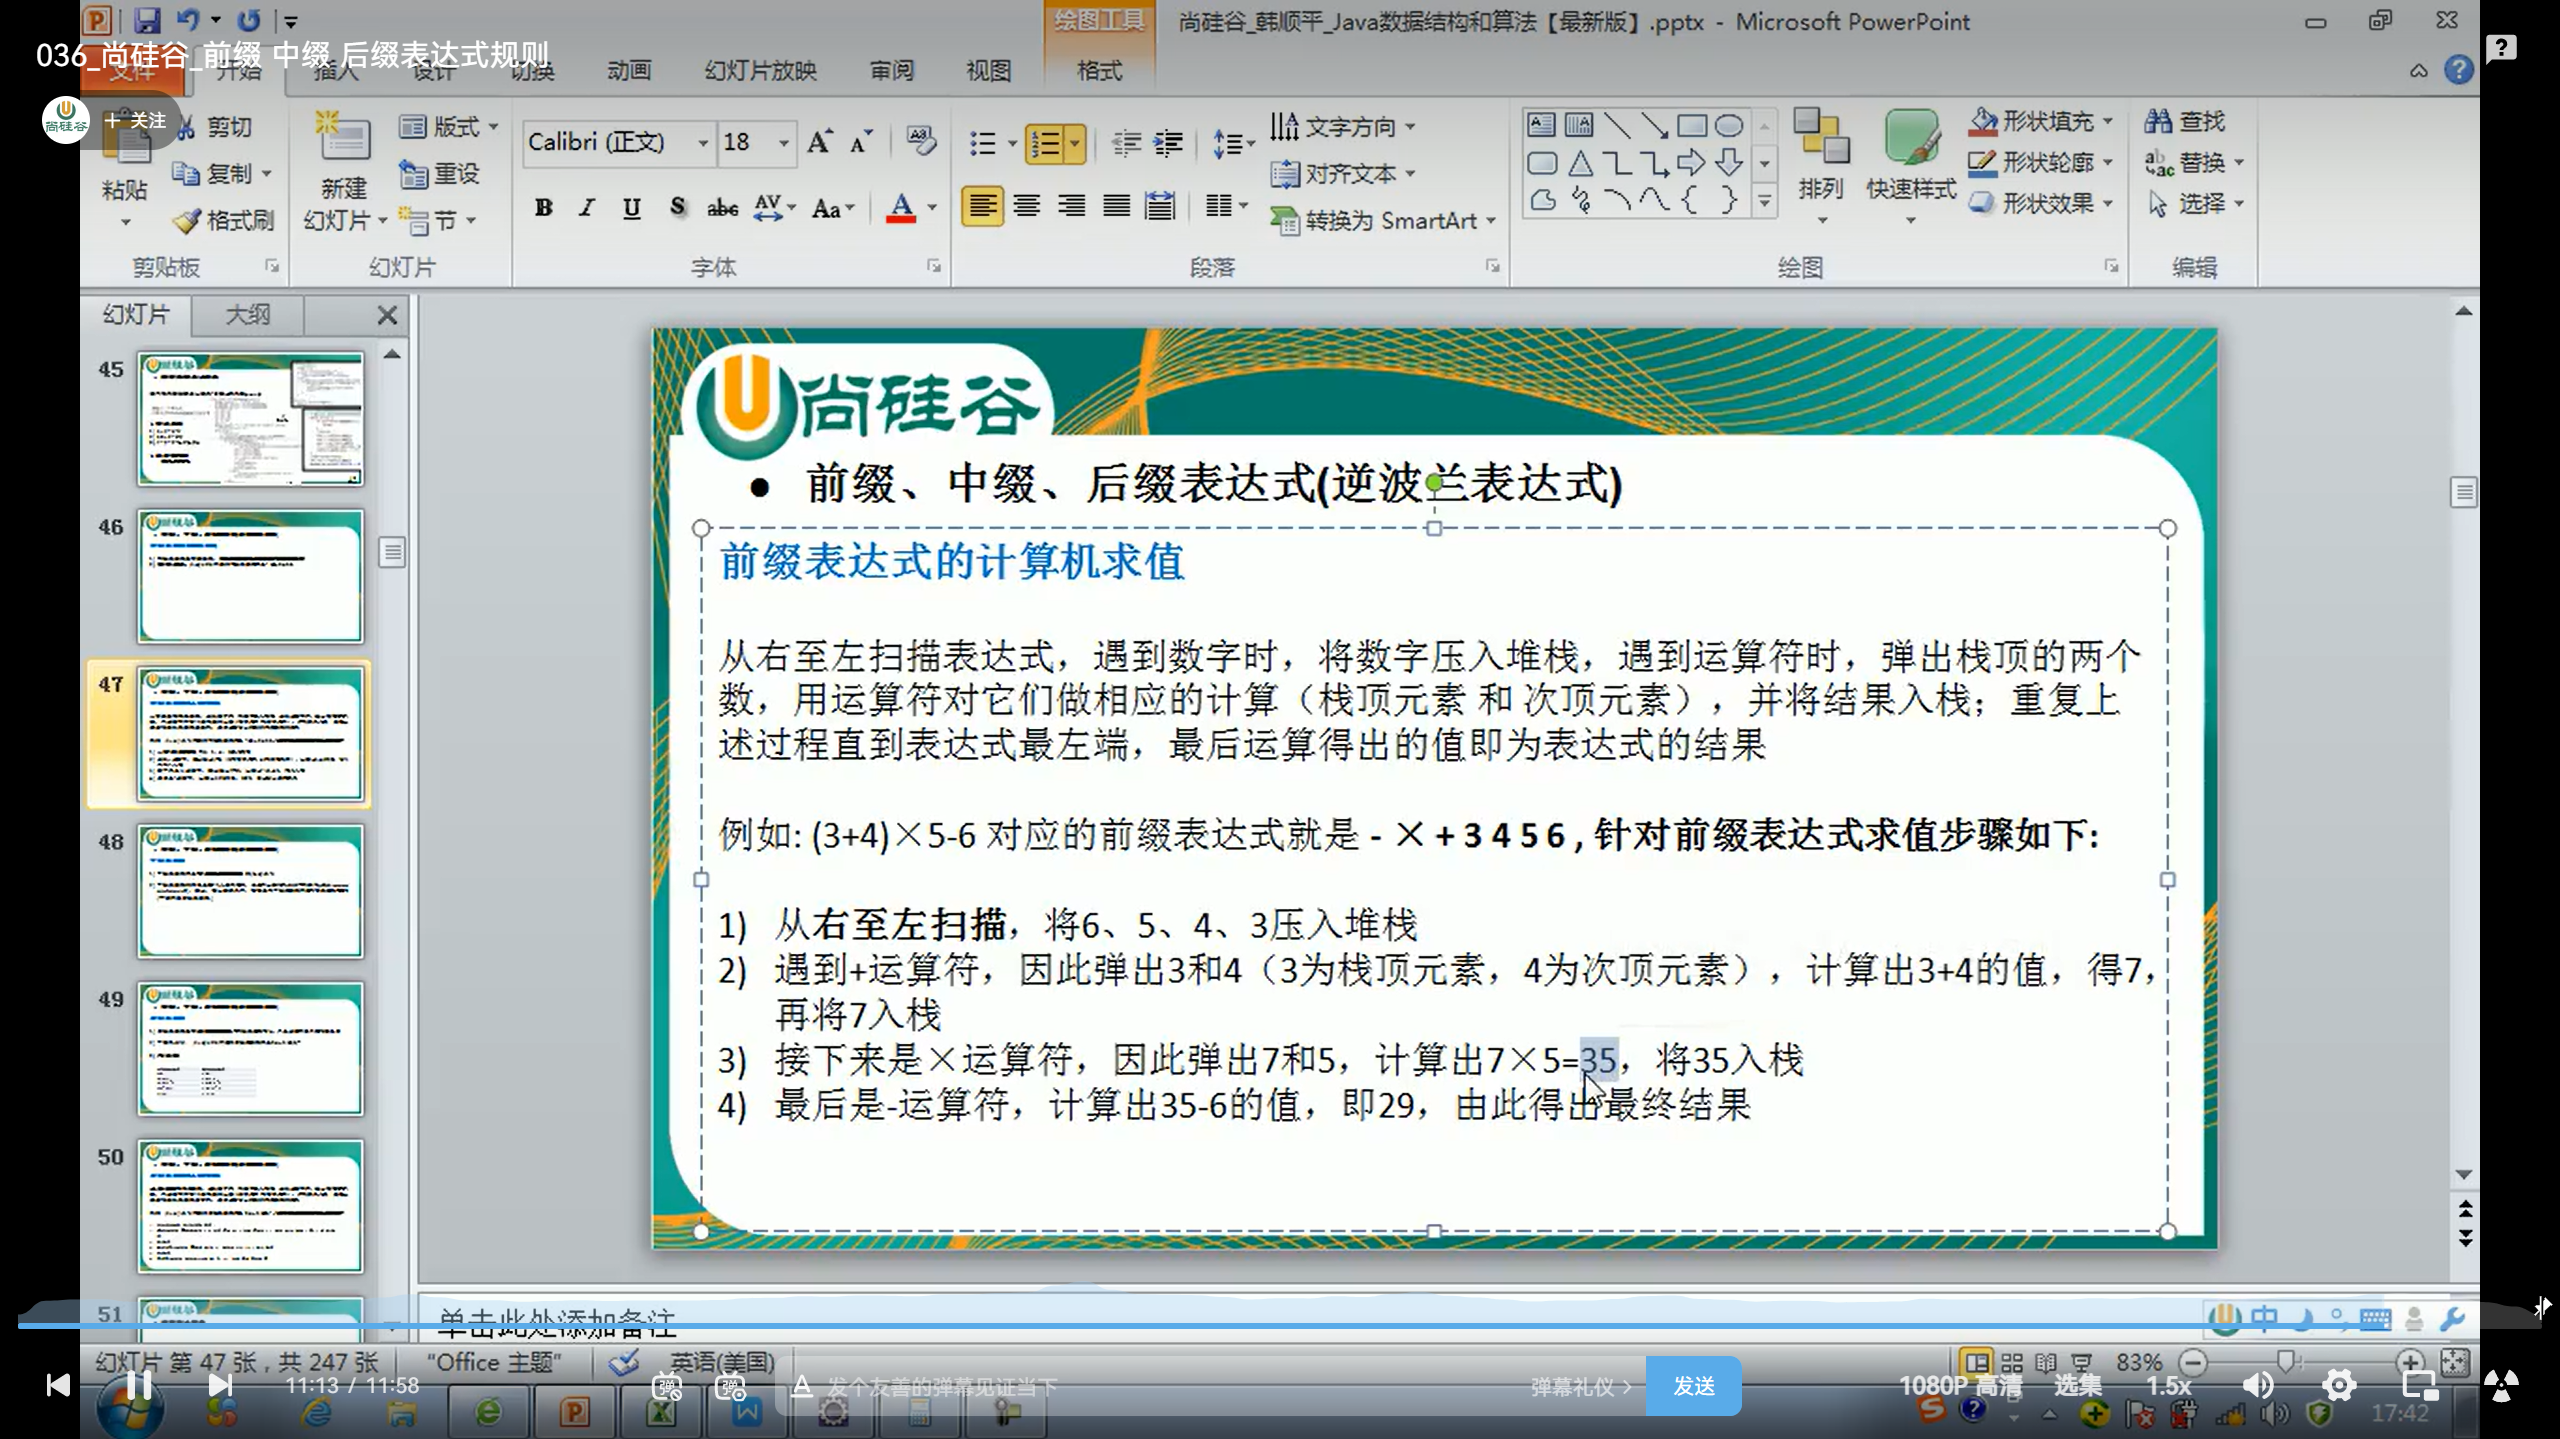 尚硅谷_韩顺平_Java数据结构和算法【最新版】.pptx - Microsoft PowerPoint
绘图工具
036_尚硅谷_前缀 中缀 后缀表达式规则
文件 开始 插入 设计 切换 动画 幻灯片放映 审阅 视图 格式
尚硅谷
+ 关注
粘贴
剪切
复制
格式刷
剪贴板
新建
幻灯片
版式
重设
节
幻灯片
Calibri (正文) 18
B I U S abc AV Aa A
字体
文字方向
对齐文本
转换为 SmartArt
段落
排列
快速样式
形状填充
形状轮廓
形状效果
绘图
查找
替换
选择
编辑
幻灯片 大纲
45
46
47
48
49
50
51
尚硅谷
● 前缀、中缀、后缀表达式(逆波兰表达式)
前缀表达式的计算机求值
从右至左扫描表达式，遇到数字时，将数字压入堆栈，遇到运算符时，弹出栈顶的两个
数，用运算符对它们做相应的计算（栈顶元素 和 次顶元素），并将结果入栈；重复上
述过程直到表达式最左端，最后运算得出的值即为表达式的结果
例如: (3+4)×5-6 对应的前缀表达式就是 - × + 3 4 5 6 , 针对前缀表达式求值步骤如下:
1) 从右至左扫描，将6、5、4、3压入堆栈
2) 遇到+运算符，因此弹出3和4（3为栈顶元素，4为次顶元素），计算出3+4的值，得7，
再将7入栈
3) 接下来是×运算符，因此弹出7和5，计算出7×5=35，将35入栈
4) 最后是-运算符，计算出35-6的值，即29，由此得出最终结果
单击此处添加备注
中
幻灯片 第 47 张，共 247 张 "Office 主题" 英语(美国) 83%
11:13 / 11:58
弹 弹
发个友善的弹幕见证当下
弹幕礼仪 >
发送
1080P 高清 选集 1.5x
17:42